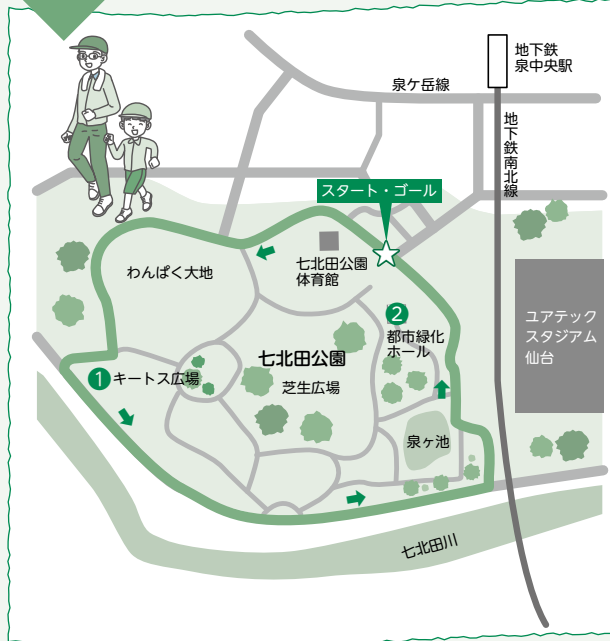 地下鉄
泉中央駅
泉ケ岳線
地下鉄南北線
スタート・ゴール
わんぱく大地
七北田公園
体育館
2
都市緑化
ホール
ユアテック
スタジアム
仙台
七北田公園
芝生広場
1
キートス広場
泉ヶ池
七北田川